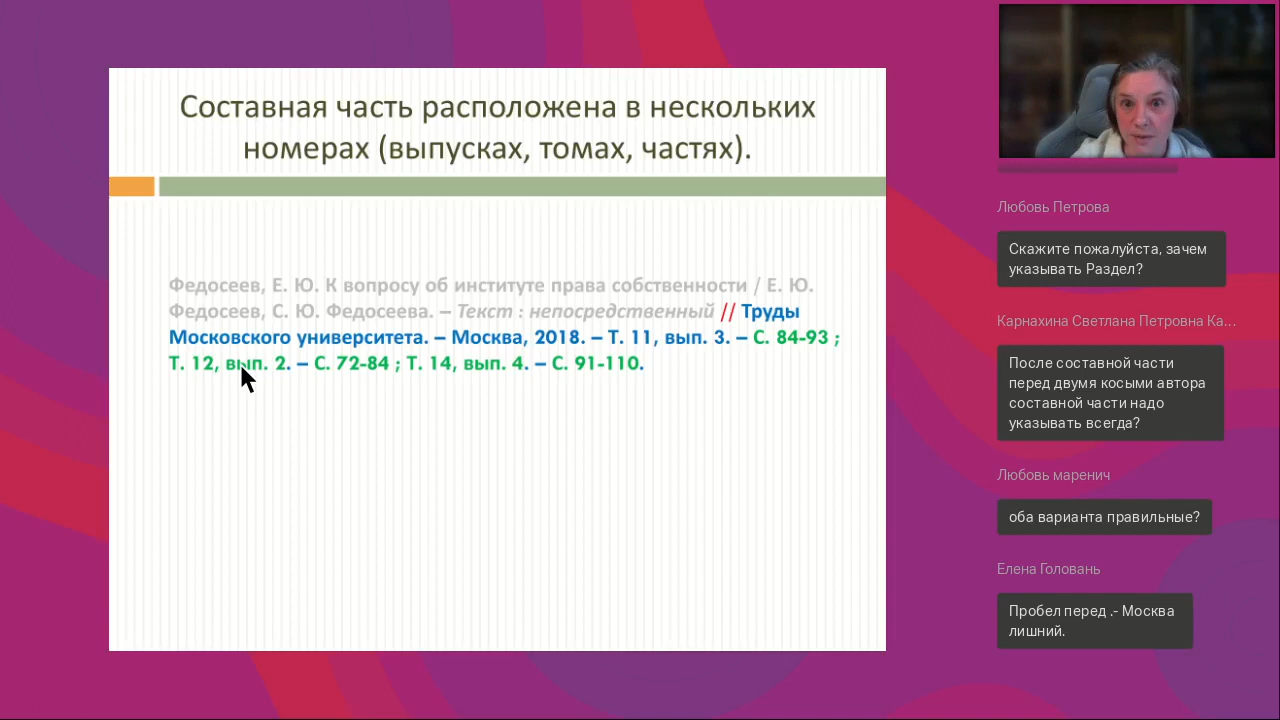 Составная часть расположена в нескольких
номерах (выпусках, томах, частях).
Федосеев, Е. Ю. К вопросу об институте права собственности / Е. Ю.
Федосеев, С. Ю. Федосеева. – Текст : непосредственный // Труды
Московского университета. – Москва, 2018. – Т. 11, вып. 3. – С. 84-93 ;
Т. 12, вып. 2. – С. 72-84 ; Т. 14, вып. 4. – С. 91-110.
Любовь Петрова
Скажите пожалуйста, зачем
указывать Раздел?
Карнахина Светлана Петровна Ка...
После составной части
перед двумя косыми автора
составной части надо
указывать всегда?
Любовь маренич
оба варианта правильные?
Елена Головань
Пробел перед .- Москва
лишний.